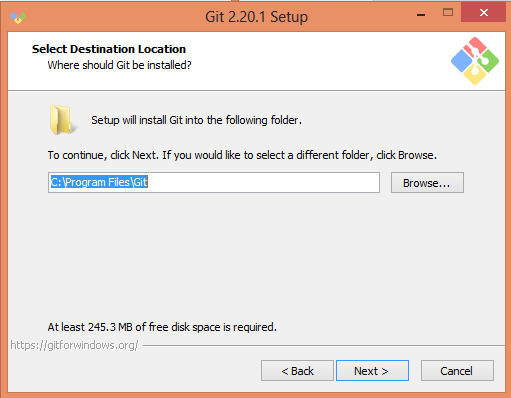 Git 2.20.1 Setup
Select Destination Location
Where should Git be installed?
Setup will install Git into the following folder.
To continue, click Next. If you would like to select a different folder, click Browse.
C:\Program Files\Git
Browse...
At least 245.3 MB of free disk space is required.
https://gitforwindows.org/
< Back
Next >
Cancel